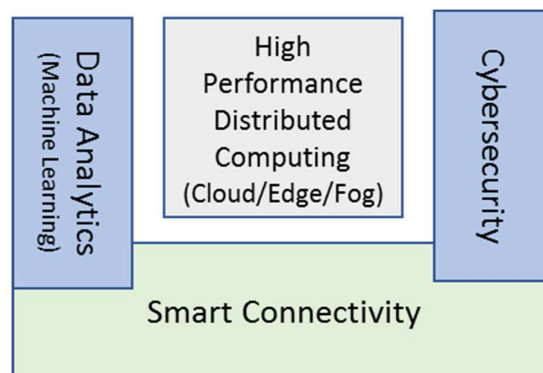 Data Analytics
(Machine Learning)
High
Performance
Distributed
Computing
(Cloud/Edge/Fog)
Cybersecurity
Smart Connectivity